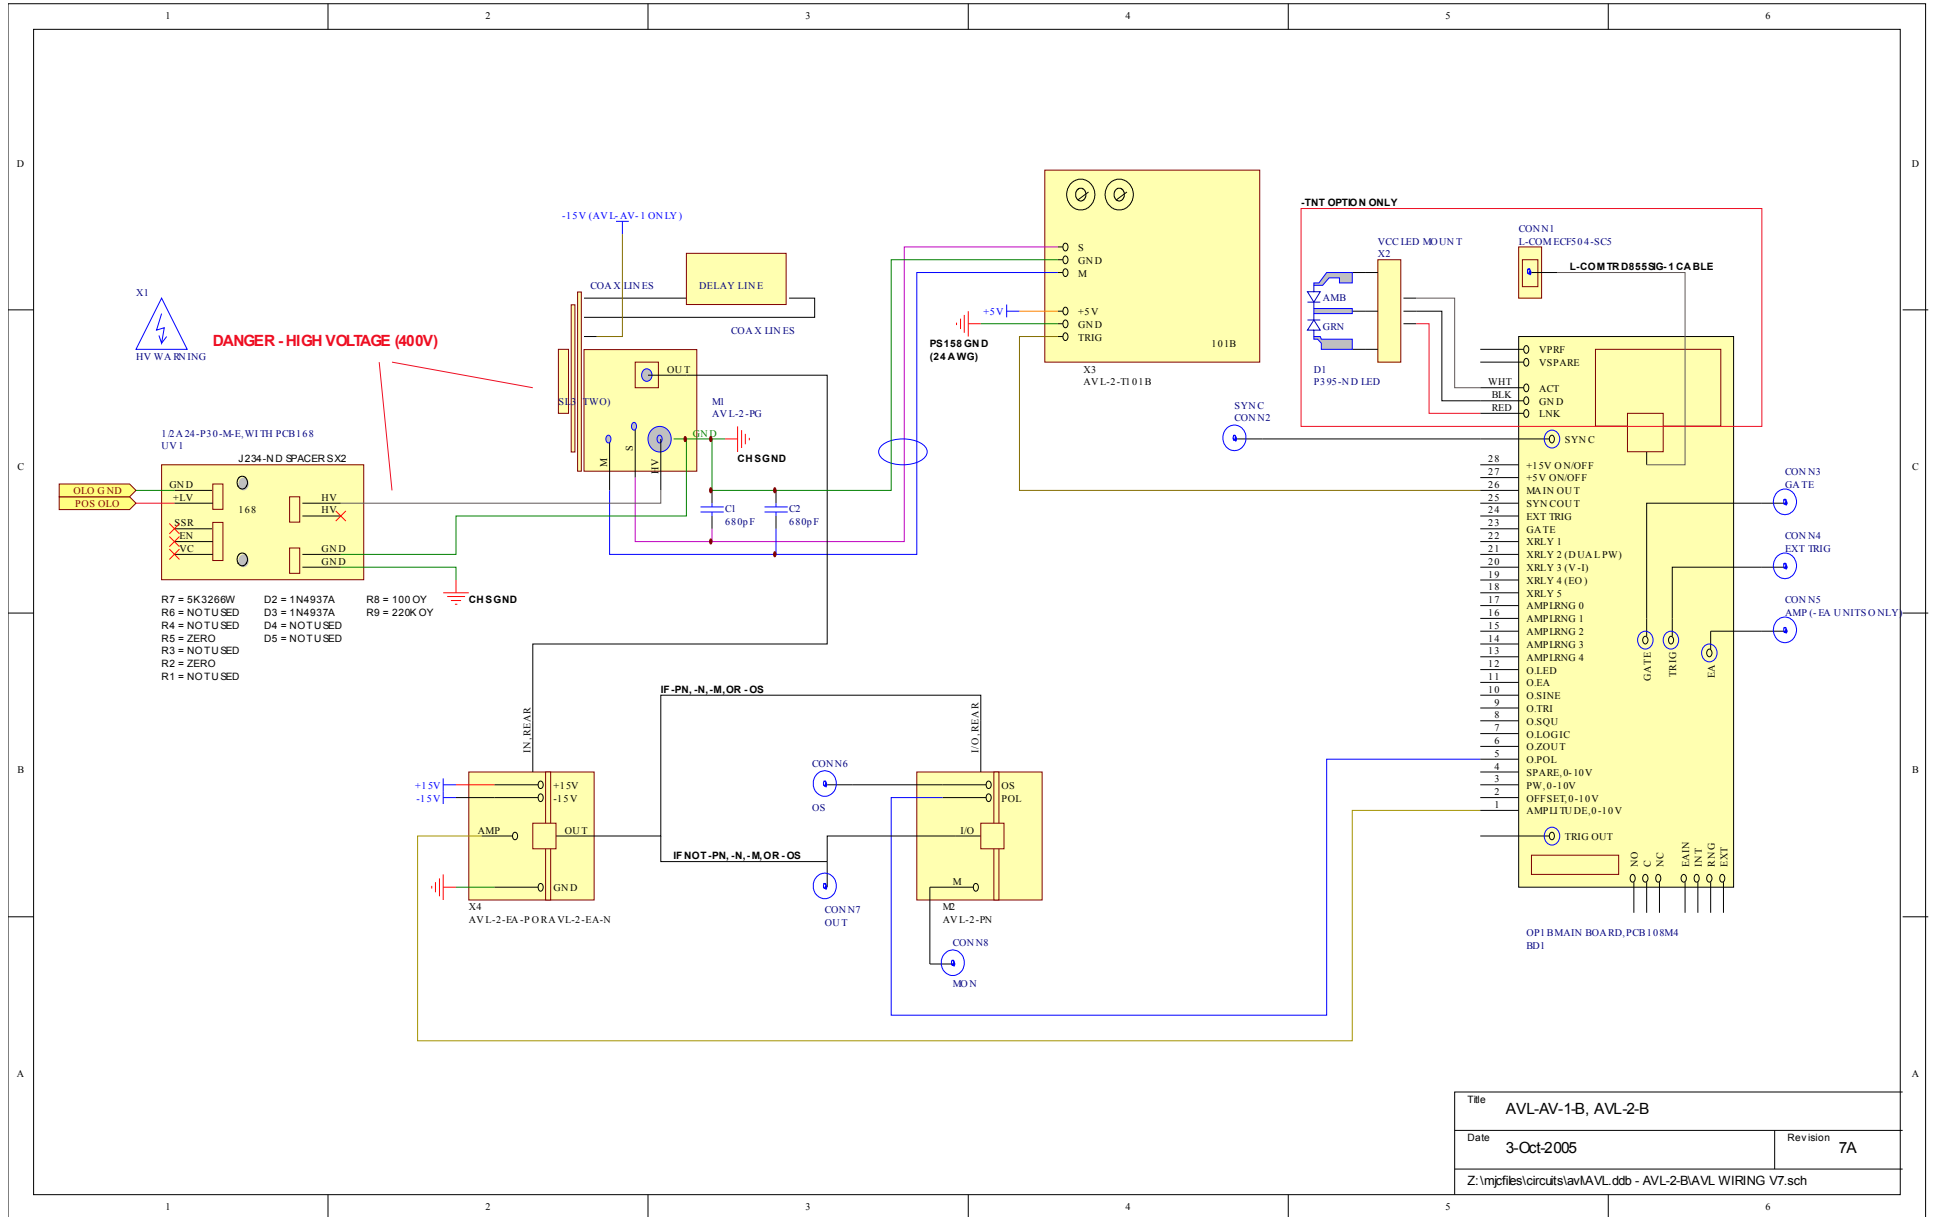 1 2 3 4 5 6
D
D
-15V (AVL-AV-1 ONLY)
COAX LINES
DELAY LINE
COAX LINES
X1
HV WARNING
DANGER - HIGH VOLTAGE (400V)
S
GND
M
+5V
+5V
GND
TRIG
PS158 GND
(24 AWG)
101B
X3
AVL-2-T101B
-TNT OPTION ONLY
VCC LED MOUNT
X2
AMB
GRN
D1
P395-ND LED
CONN1
L-COM ECF504-SC5
L-COM TRD855SIG-1 CABLE
VPRF
VSPARE
WHT ACT
BLK GND
RED LNK
SYNC
CONN2
SYNC
OUT
M1
AVL-2-PG
M
S
HV
GND
CHSGND
C
C
1/2A24-P30-M-E, WITH PCB168
UV1
J234-ND SPACERS X2
OLO GND
POS OLO
GND
+LV
168
SSR
EN
VC
HV
HV
GND
GND
CHSGND
C1
680pF
C2
680pF
R7 = 5K 3266W
R6 = NOT USED
R4 = NOT USED
R5 = ZERO
R3 = NOT USED
R2 = ZERO
R1 = NOT USED
D2 = 1N4937A
D3 = 1N4937A
D4 = NOT USED
D5 = NOT USED
R8 = 100 OY
R9 = 220K OY
28 +15V ON/OFF
27 +5V ON/OFF
26 MAIN OUT
25 SYNC OUT
24 EXT TRIG
23 GATE
22 XRLY 1
21 XRLY 2 (DUAL PW)
20 XRLY 3 (V-I)
19 XRLY 4 (EO)
18 XRLY 5
17 AMPLRNG 0
16 AMPLRNG 1
15 AMPLRNG 2
14 AMPLRNG 3
13 AMPLRNG 4
12 O.LED
11 O.EA
10 O.SINE
9 O.TRI
8 O.SQU
7 O.LOGIC
6 O.ZOUT
5 O.POL
4 SPARE, 0-10V
3 PW, 0-10V
2 OFFSET, 0-10V
1 AMPLITUDE, 0-10V
TRIG OUT
GATE
TRIG
EA
NO
C
NC
EAIN
INT
RNG
EXT
CONN3
GATE
CONN4
EXT TRIG
CONN5
AMP (-EA UNITS ONLY)
OP1B MAIN BOARD, PCB108M4
BD1
B
B
IN, REAR
IF -PN, -N, -M, OR -OS
I/O, REAR
+15V
-15V
+15V
-15V
AMP
OUT
GND
X4
AVL-2-EA-P OR AVL-2-EA-N
IF NOT -PN, -N, -M, OR -OS
CONN6
OS
CONN7
OUT
OS
POL
I/O
M
M2
AVL-2-PN
CONN8
MON
A
A
Title AVL-AV-1-B, AVL-2-B
Date 3-Oct-2005
Revision 7A
Z:\mjcfiles\circuits\avl\AVL.ddb - AVL-2-B\AVL WIRING V7.sch
1 2 3 4 5 6